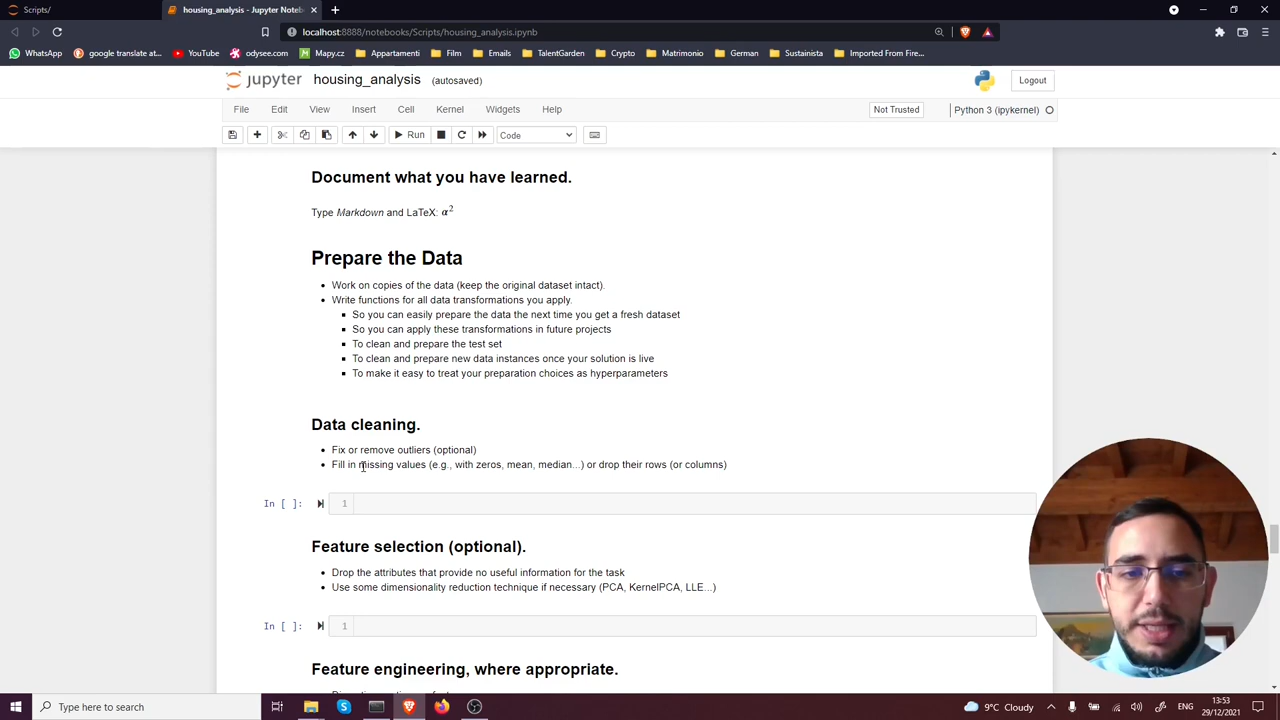 Scripts/
housing_analysis - Jupyter Noteb
localhost:8888/notebooks/Scripts/housing_analysis.ipynb
WhatsApp
google translate at...
YouTube
odysee.com
Mapy.cz
Appartamenti
Film
Emails
TalentGarden
Crypto
Matrimonio
German
Sustainista
Imported From Fire...
jupyter housing_analysis (autosaved)
Logout
File Edit View Insert Cell Kernel Widgets Help
Not Trusted
Python 3 (ipykernel)
Run
Code
Document what you have learned.
Type Markdown and LaTeX: α²
Prepare the Data
• Work on copies of the data (keep the original dataset intact).
• Write functions for all data transformations you apply.
▪ So you can easily prepare the data the next time you get a fresh dataset
▪ So you can apply these transformations in future projects
▪ To clean and prepare the test set
▪ To clean and prepare new data instances once your solution is live
▪ To make it easy to treat your preparation choices as hyperparameters
Data cleaning.
• Fix or remove outliers (optional)
• Fill in missing values (e.g., with zeros, mean, median...) or drop their rows (or columns)
In [ ]: 1
Feature selection (optional).
• Drop the attributes that provide no useful information for the task
• Use some dimensionality reduction technique if necessary (PCA, KernelPCA, LLE...)
In [ ]: 1
Feature engineering, where appropriate.
Type here to search
9°C Cloudy
ENG
13:53
29/12/2021